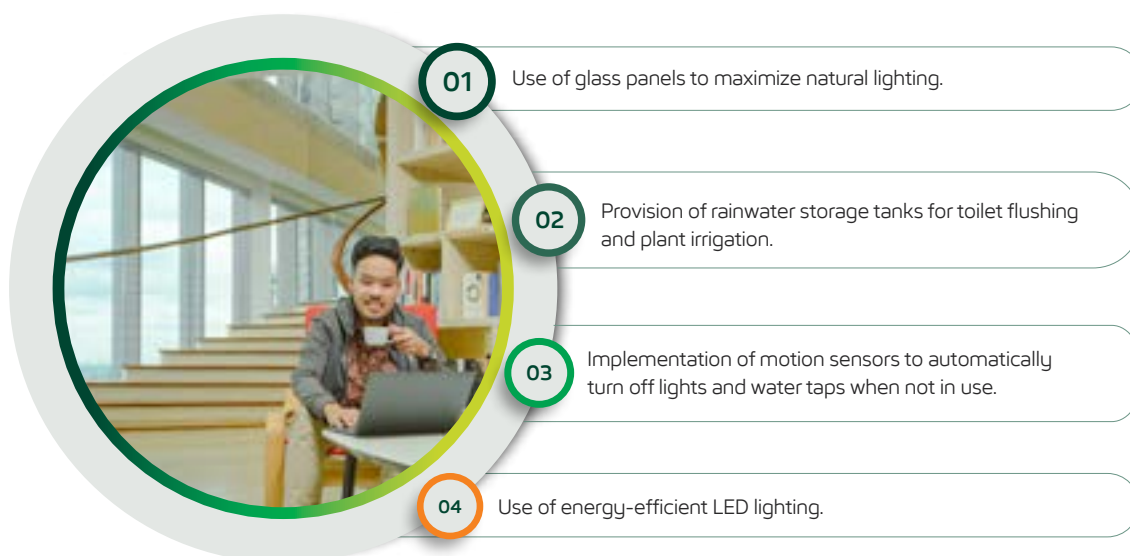 01
Use of glass panels to maximize natural lighting.
02
Provision of rainwater storage tanks for toilet flushing
and plant irrigation.
03
Implementation of motion sensors to automatically
turn off lights and water taps when not in use.
04
Use of energy-efficient LED lighting.